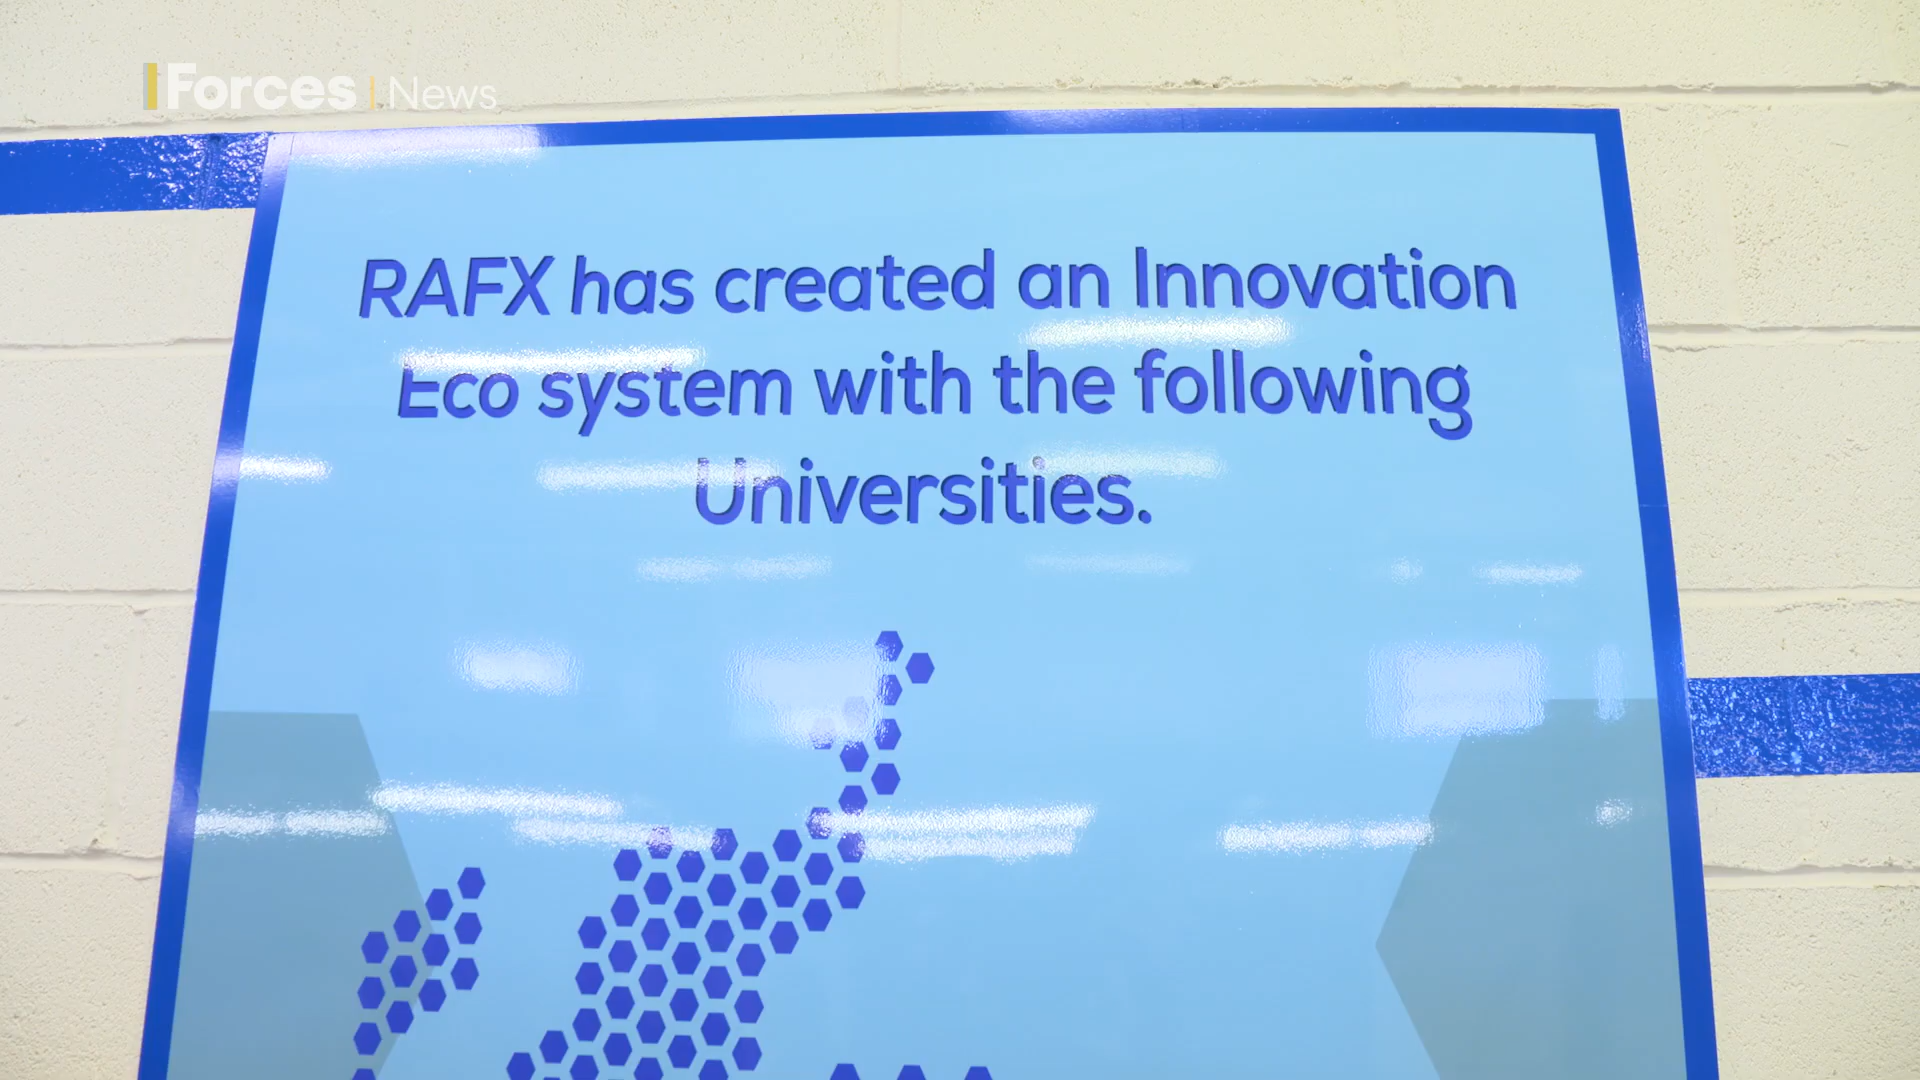 Forces News
RAFX has created an Innovation
Eco system with the following
Universities.